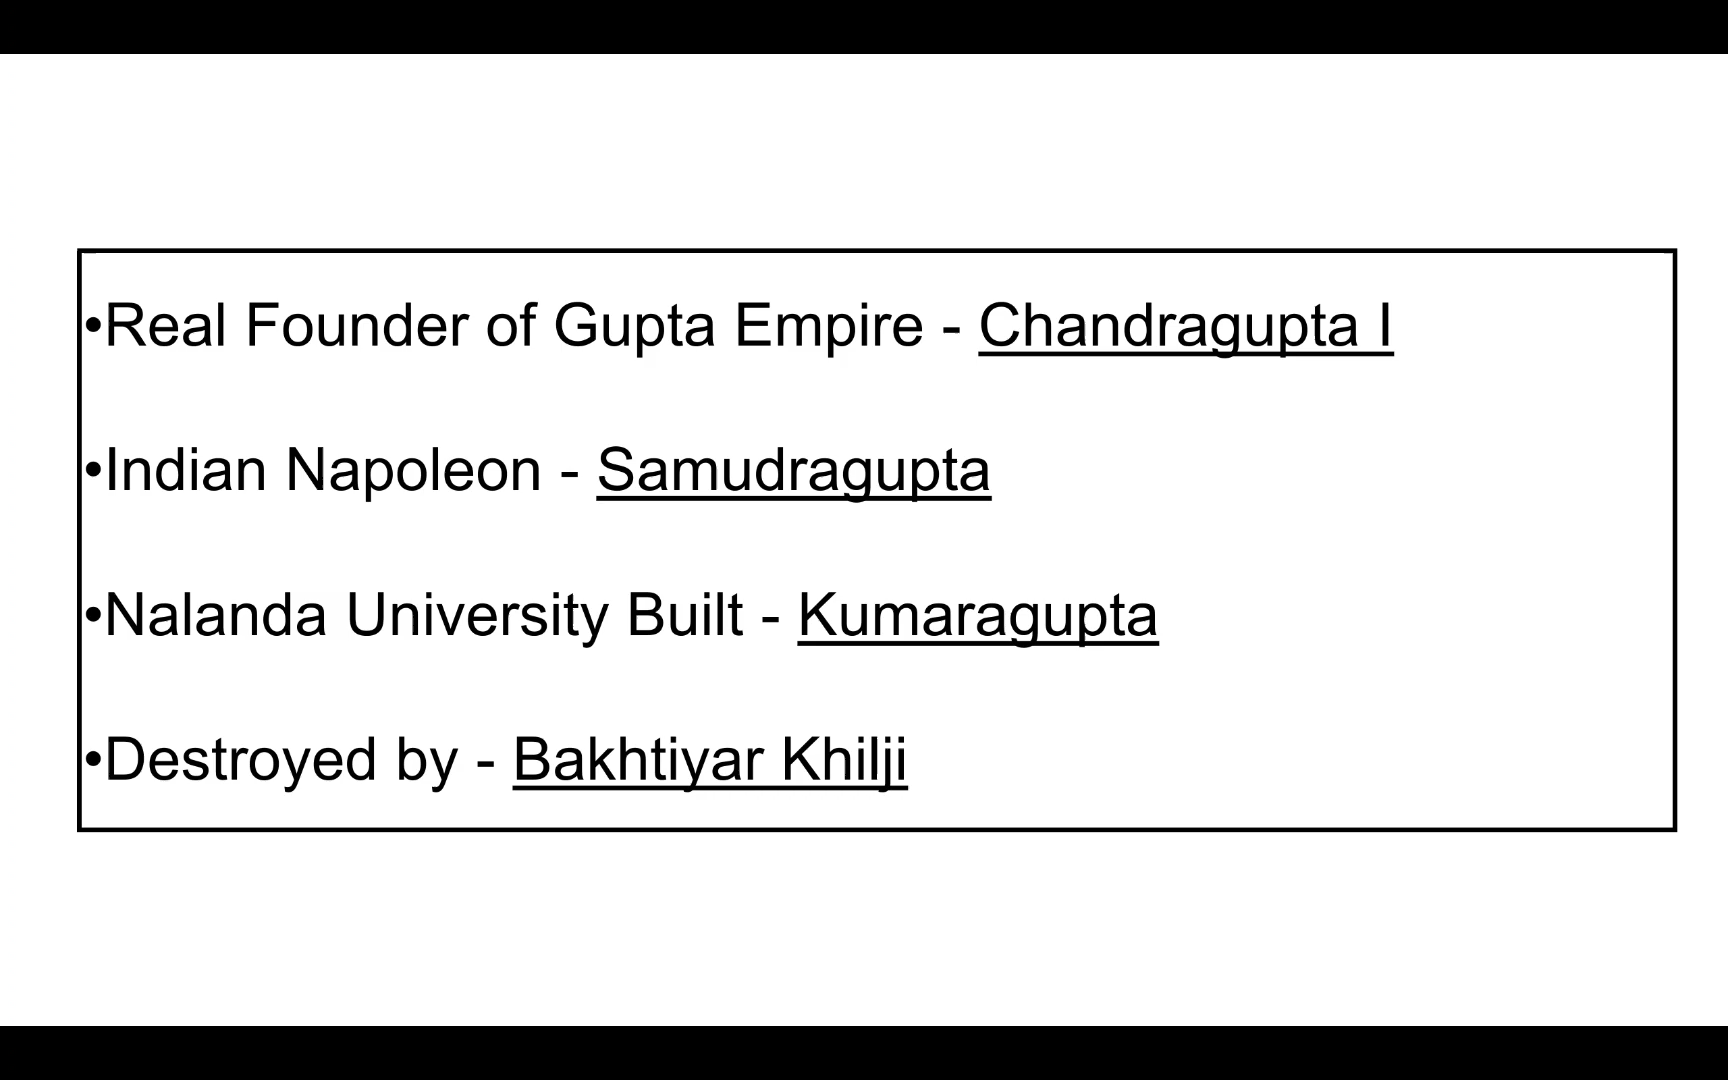 •Real Founder of Gupta Empire - Chandragupta I
•Indian Napoleon - Samudragupta
•Nalanda University Built - Kumaragupta
•Destroyed by - Bakhtiyar Khilji